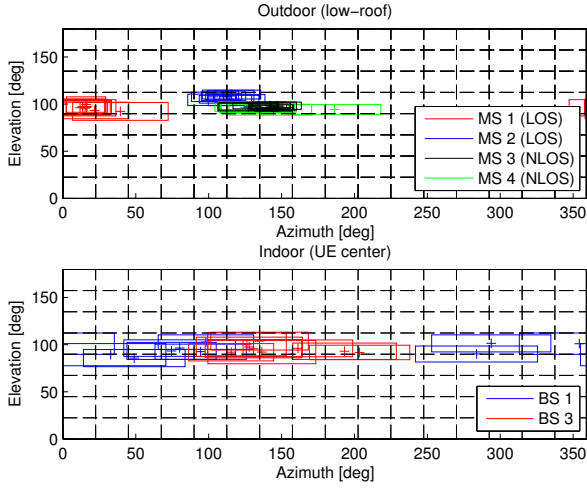 Outdoor (low−roof)
Elevation [deg]
150
100
50
0
MS 1 (LOS)
MS 2 (LOS)
MS 3 (NLOS)
MS 4 (NLOS)
0 50 100 150 200 250 300 350
Azimuth [deg]
Indoor (UE center)
Elevation [deg]
150
100
50
0
BS 1
BS 3
0 50 100 150 200 250 300 350
Azimuth [deg]